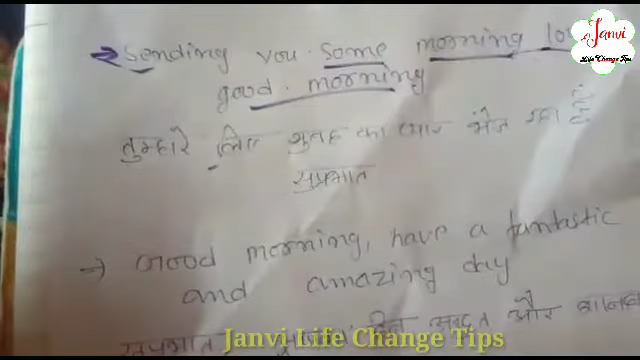 → Sending you some morning
Janvi
Life Change Tips
good morning
तुम्हारे लिए सुबह का प्यार भेज रहा हूँ
सुप्रभात
→ Good morning, have a fantastic
and amazing day
सुप्रभात दिन और
Janvi Life Change Tips